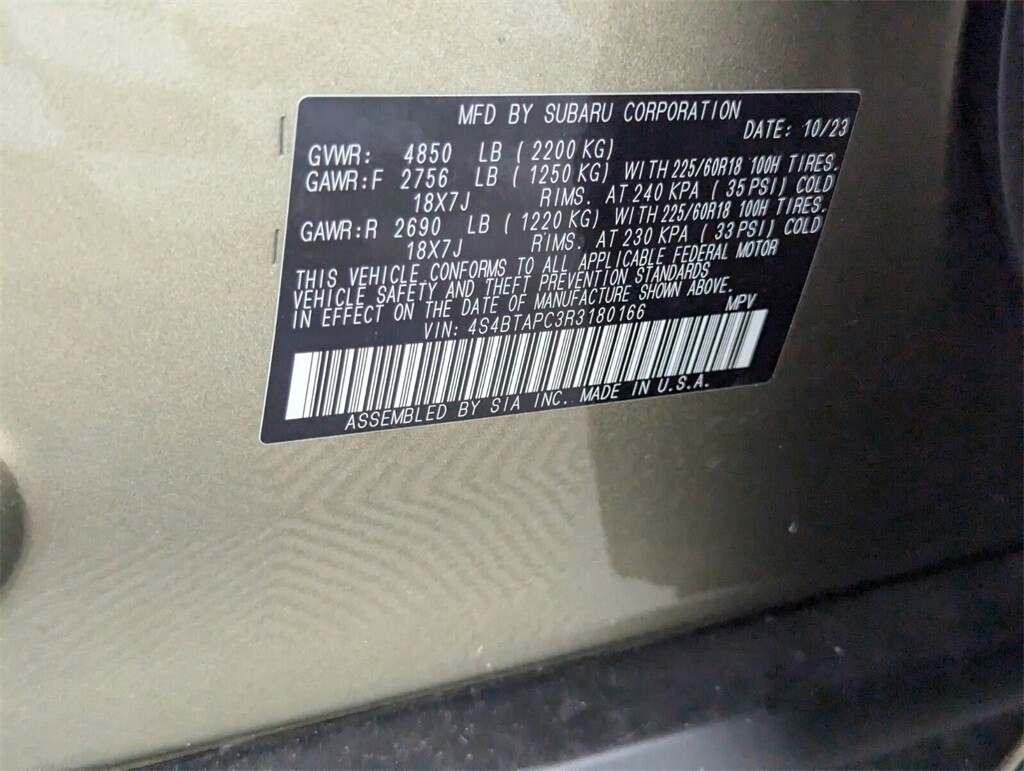 MFD BY SUBARU CORPORATION
DATE: 10/23
GVWR: 4850 LB ( 2200 KG)
GAWR:F 2756 LB ( 1250 KG) WITH 225/60R18 100H TIRES.
18X7J RIMS. AT 240 KPA ( 35 PSI) COLD
GAWR:R 2690 LB ( 1220 KG) WITH 225/60R18 100H TIRES.
18X7J RIMS. AT 230 KPA ( 33 PSI) COLD
THIS VEHICLE CONFORMS TO ALL APPLICABLE FEDERAL MOTOR
VEHICLE SAFETY AND THEFT PREVENTION STANDARDS
IN EFFECT ON THE DATE OF MANUFACTURE SHOWN ABOVE.
VIN: 4S4BTAPC3R3180166 MPV
ASSEMBLED BY SIA INC. MADE IN U.S.A.